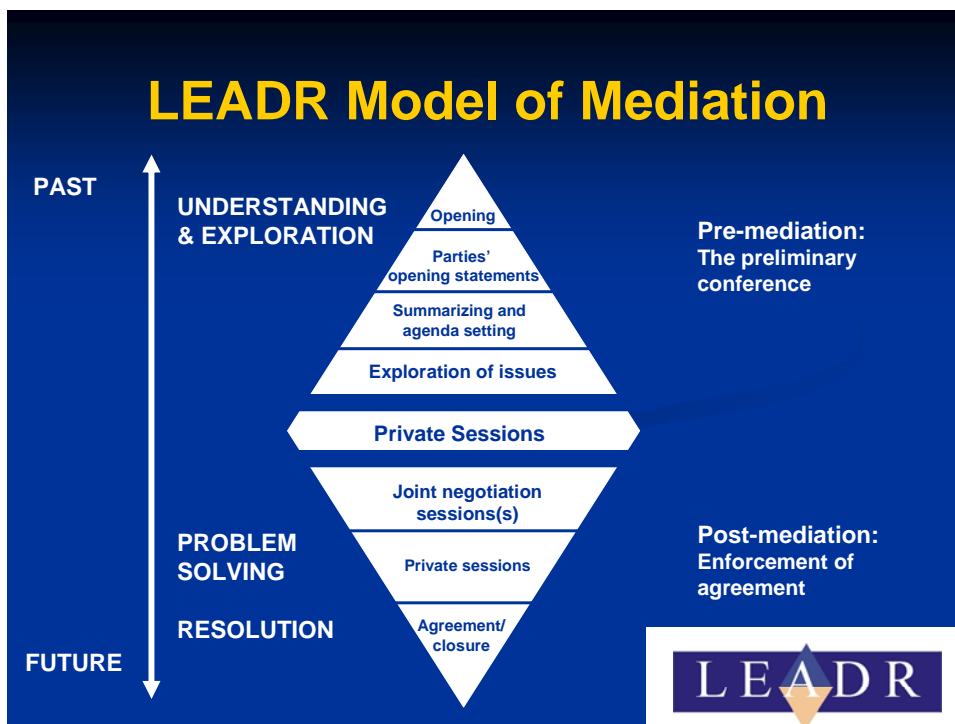 LEADR Model of Mediation
PAST
UNDERSTANDING
& EXPLORATION
Opening
Parties'
opening statements
Summarizing and
agenda setting
Exploration of issues
Pre-mediation:
The preliminary
conference
Private Sessions
Joint negotiation
sessions(s)
Private sessions
Agreement/
closure
PROBLEM
SOLVING
RESOLUTION
FUTURE
Post-mediation:
Enforcement of
agreement
LEADR